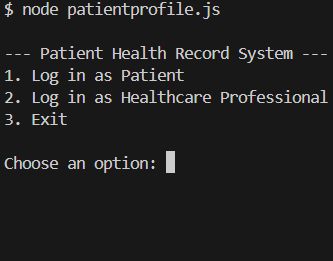 $ node patientprofile.js
--- Patient Health Record System ---
1. Log in as Patient
2. Log in as Healthcare Professional
3. Exit
Choose an option: